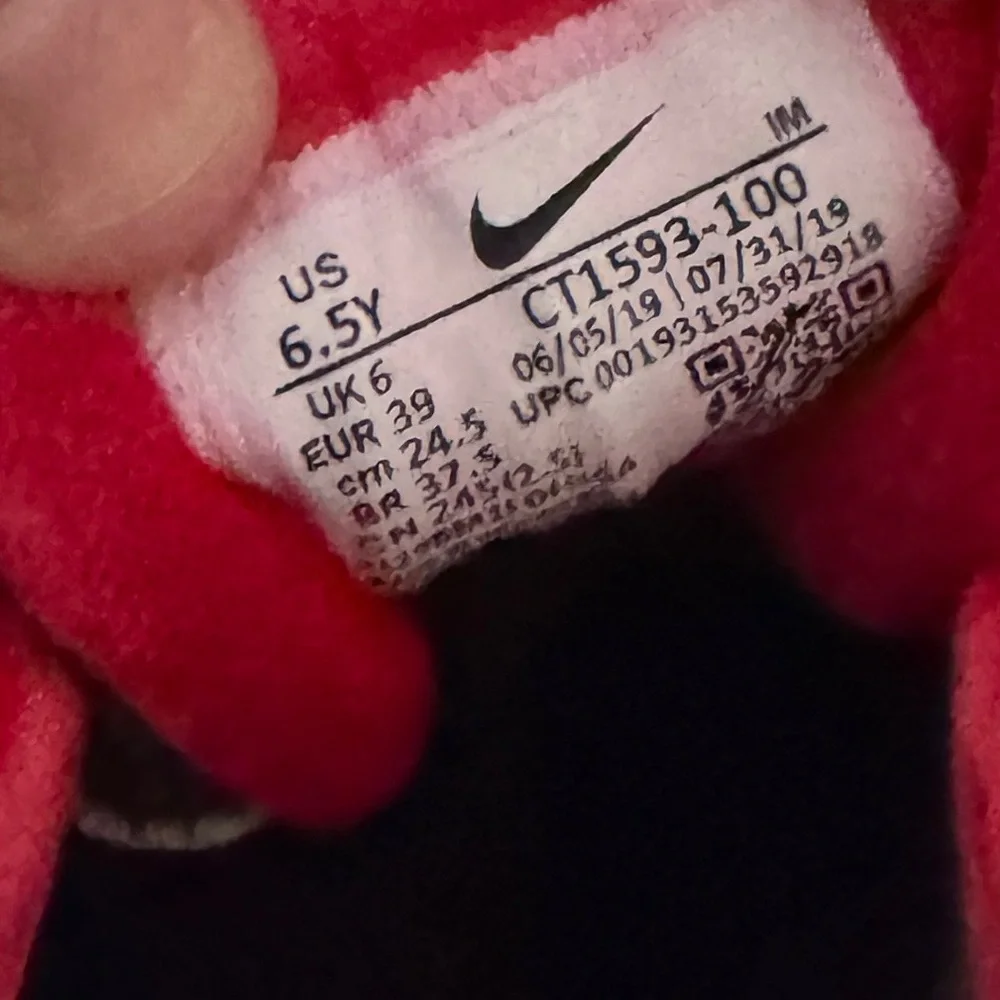 IM
US
6.5Y
CT1593-100
06/05/19 | 07/31/19
UPC 00193153592918
UK 6
EUR 39
cm 24.5
BR 37.5